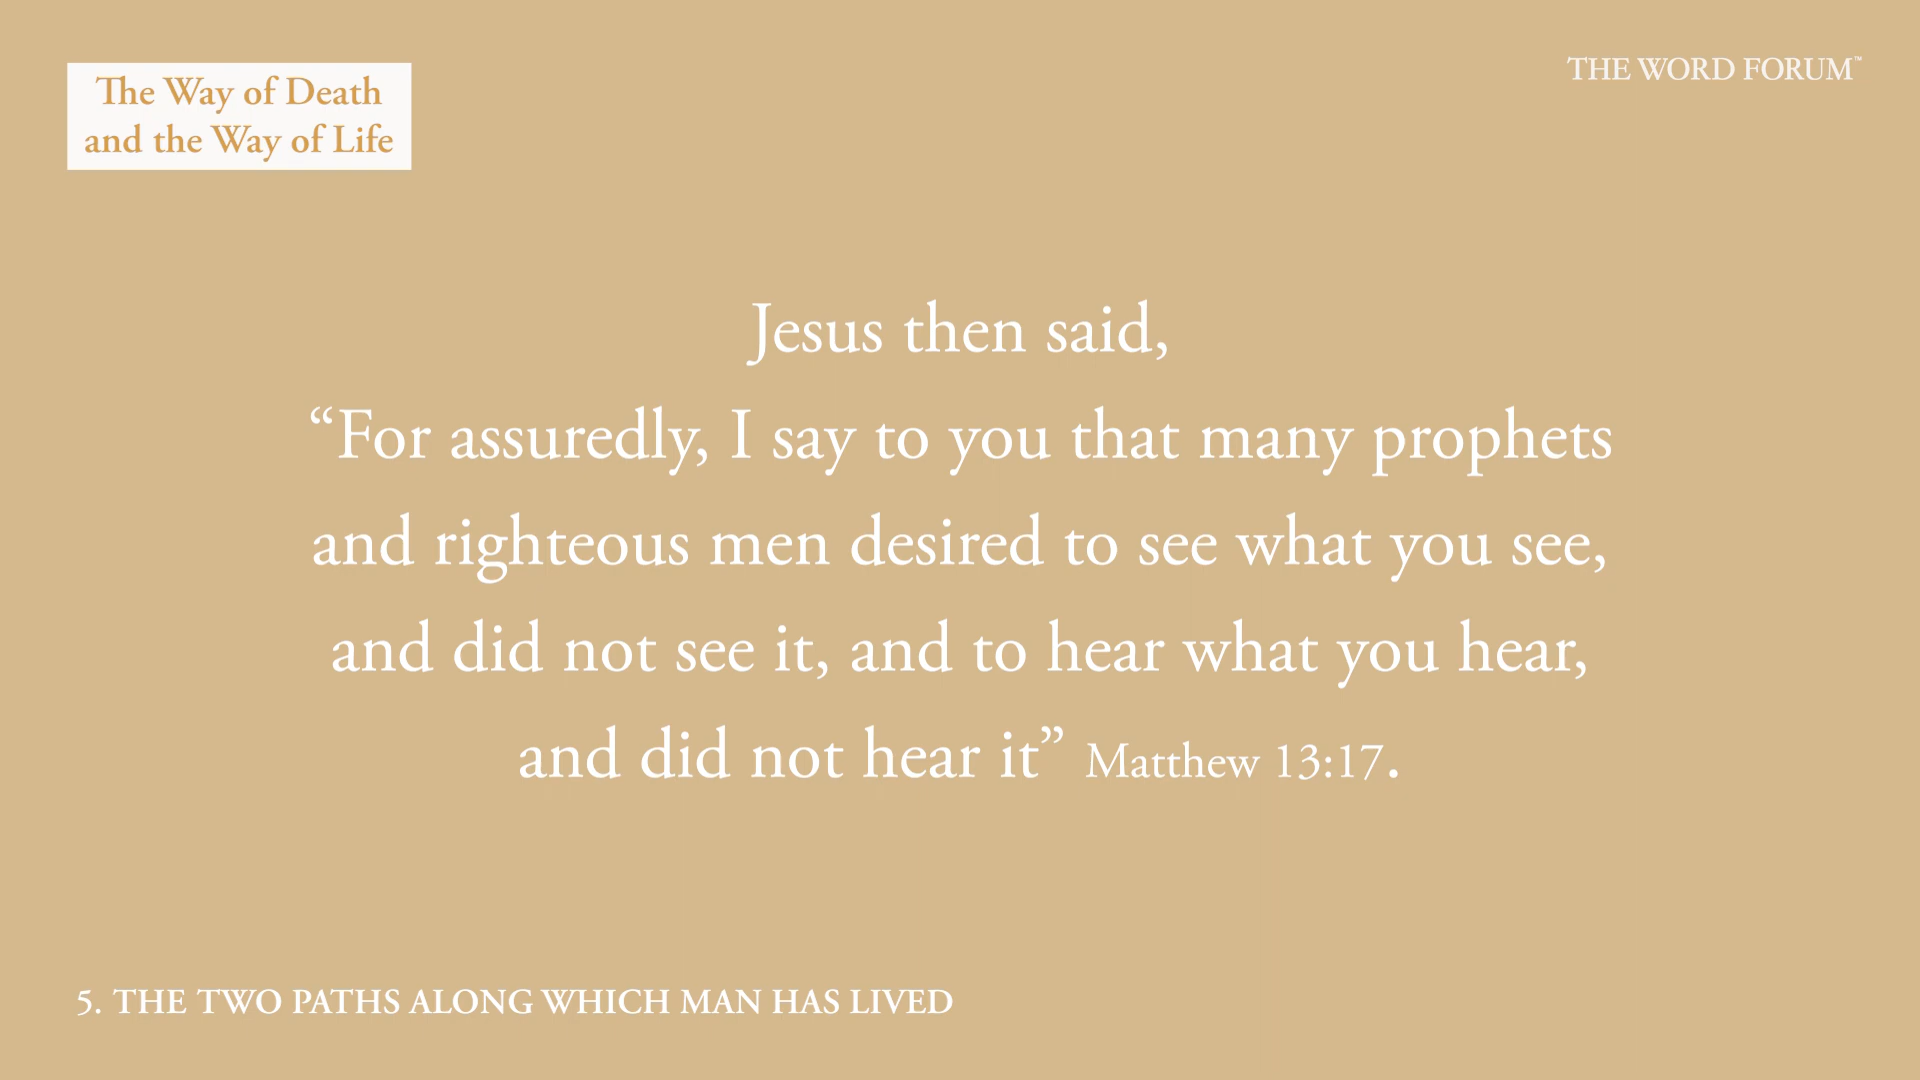 The Way of Death
and the Way of Life
THE WORD FORUM™
Jesus then said,
“For assuredly, I say to you that many prophets
and righteous men desired to see what you see,
and did not see it, and to hear what you hear,
and did not hear it” Matthew 13:17.
5. THE TWO PATHS ALONG WHICH MAN HAS LIVED